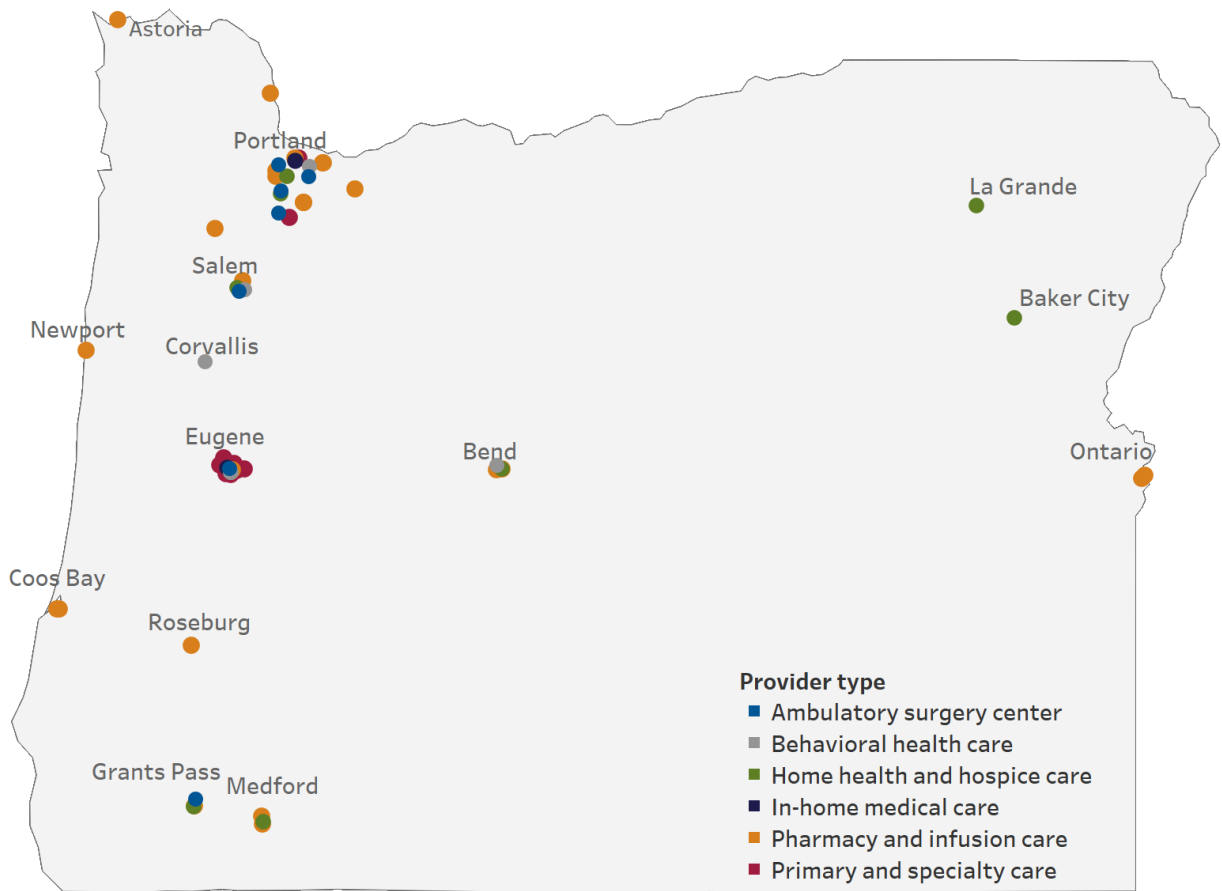 Astoria
Portland
La Grande
Salem
Baker City
Newport
Corvallis
Eugene
Bend
Ontario
Coos Bay
Roseburg
Provider type
Ambulatory surgery center
Behavioral health care
Grants Pass
Home health and hospice care
Medford
In-home medical care
Pharmacy and infusion care
Primary and specialty care